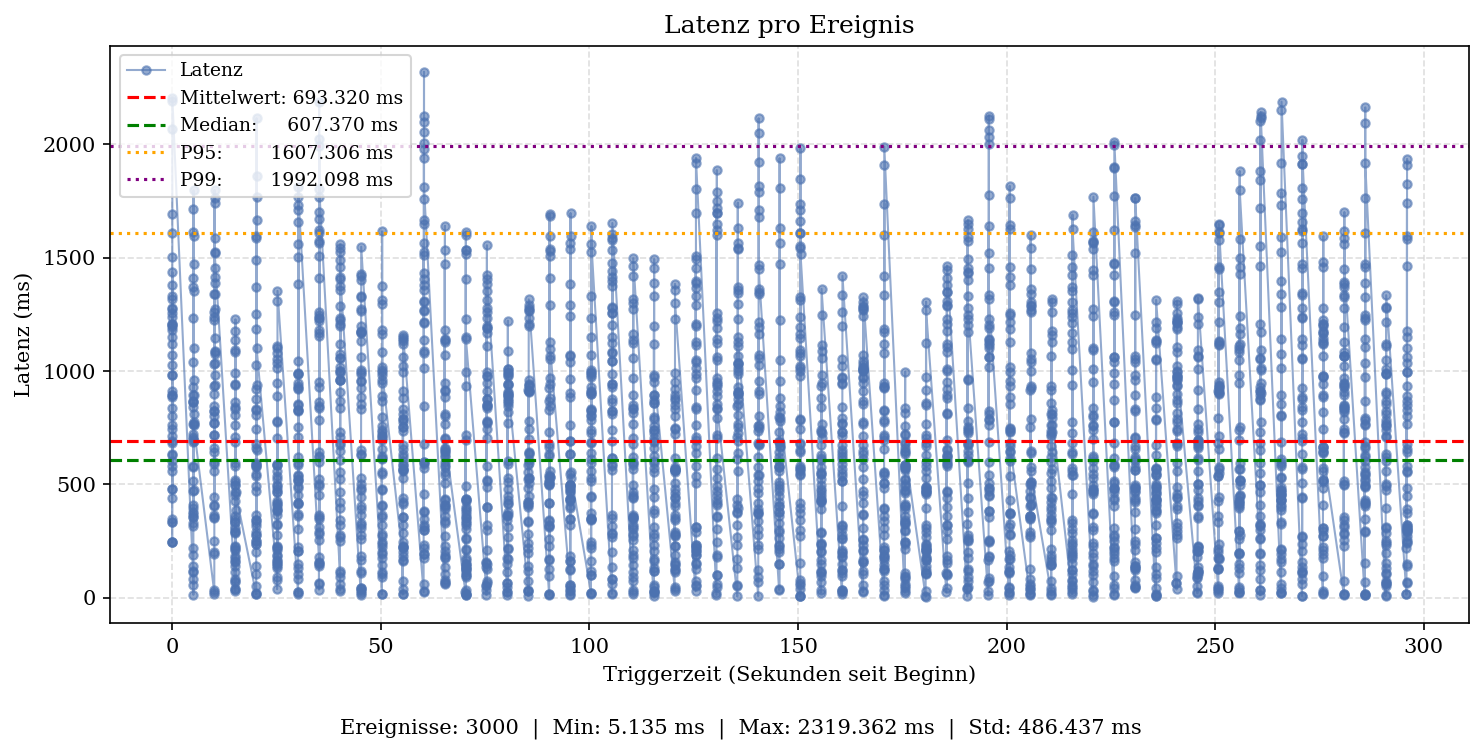 Latenz pro Ereignis
Latenz
Mittelwert: 693.320 ms
Median: 607.370 ms
P95: 1607.306 ms
P99: 1992.098 ms
Latenz (ms)
2000
1500
1000
500
0
0 50 100 150 200 250 300
Triggerzeit (Sekunden seit Beginn)
Ereignisse: 3000 | Min: 5.135 ms | Max: 2319.362 ms | Std: 486.437 ms